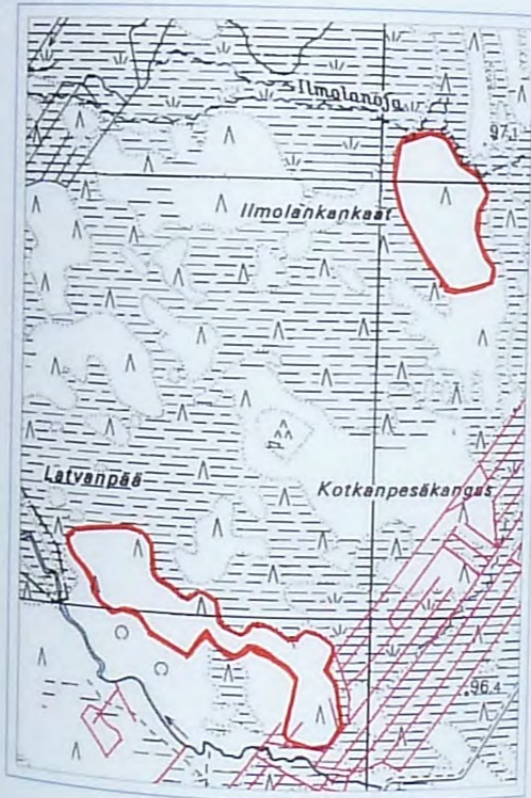 Ilmolanoja
97.1
Ilmolankankaat
Latvanpää
Kotkanpesäkangas
96.4